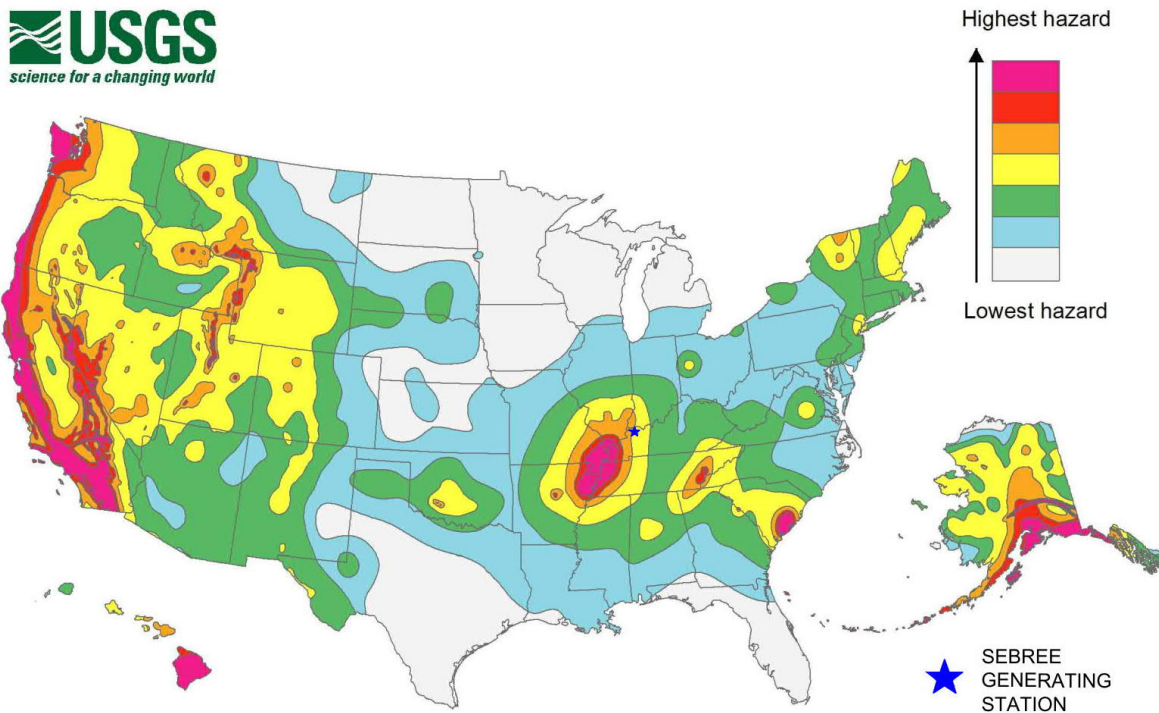 USGS
science for a changing world
Highest hazard
Lowest hazard
SEBREE
GENERATING
STATION